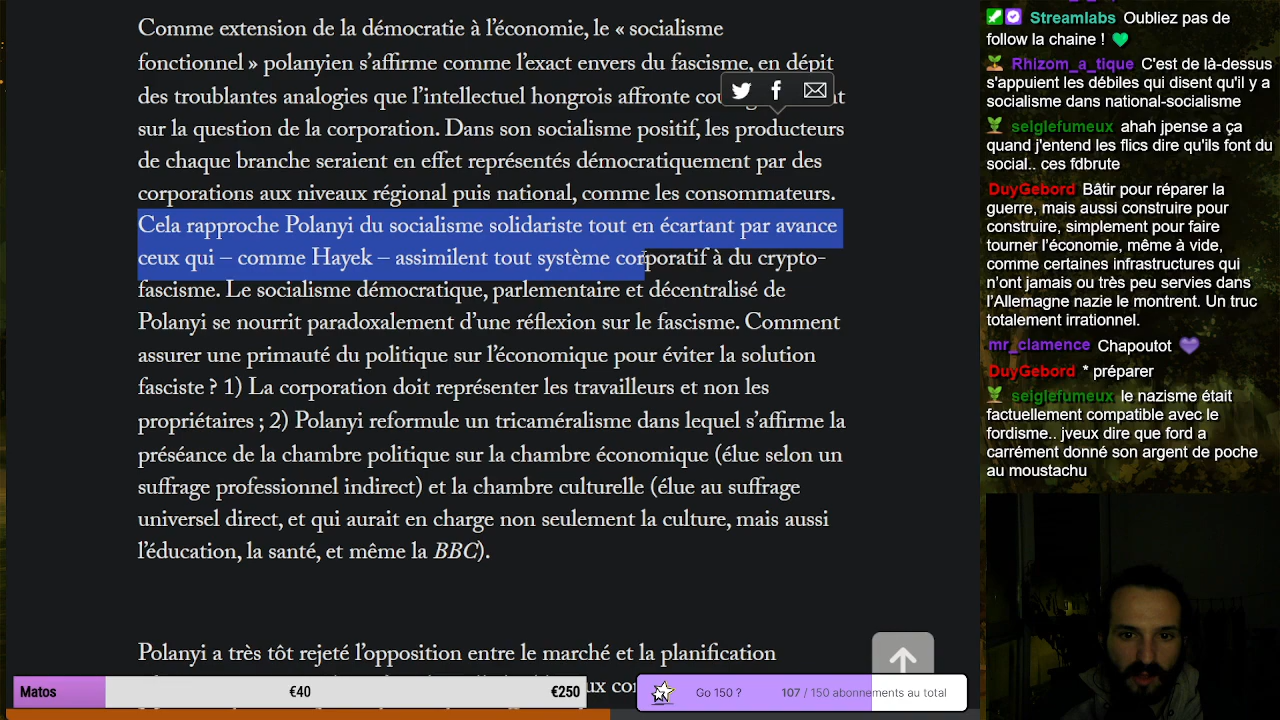 Comme extension de la démocratie à l'économie, le « socialisme
fonctionnel » polanyien s'affirme comme l'exact envers du fascisme, en dépit
des troublantes analogies que l'intellectuel hongrois affronte
sur la question de la corporation. Dans son socialisme positif, les producteurs
de chaque branche seraient en effet représentés démocratiquement par des
corporations aux niveaux régional puis national, comme les consommateurs.
Cela rapproche Polanyi du socialisme solidariste tout en écartant par avance
ceux qui – comme Hayek – assimilent tout système corporatif à du crypto-
fascisme. Le socialisme démocratique, parlementaire et décentralisé de
Polanyi se nourrit paradoxalement d'une réflexion sur le fascisme. Comment
assurer une primauté du politique sur l'économique pour éviter la solution
fasciste ? 1) La corporation doit représenter les travailleurs et non les
propriétaires ; 2) Polanyi reformule un tricaméralisme dans lequel s'affirme la
préséance de la chambre politique sur la chambre économique (élue selon un
suffrage professionnel indirect) et la chambre culturelle (élue au suffrage
universel direct, et qui aurait en charge non seulement la culture, mais aussi
l'éducation, la santé, et même la BBC).
Polanyi a très tôt rejeté l'opposition entre le marché et la planification
Matos €40 €250
Go 150 ? 107 / 150 abonnements au total
Streamlabs Oubliez pas de
follow la chaine !
Rhizom_a_tique C'est de là-dessus
s'appuient les débiles qui disent qu'il y a
socialisme dans national-socialisme
seiglefumeux ahah jpense a ça
quand j'entend les flics dire qu'ils font du
social.. ces fdbrute
DuyGebord Bâtir pour réparer la
guerre, mais aussi construire pour
construire, simplement pour faire
tourner l'économie, même à vide,
comme certaines infrastructures qui
n'ont jamais ou très peu servies dans
l'Allemagne nazie le montrent. Un truc
totalement irrationnel.
mr_clamence Chapoutot
DuyGebord * préparer
seiglefumeux le nazisme était
factuellement compatible avec le
fordisme.. jveux dire que ford a
carrément donné son argent de poche
au moustachu